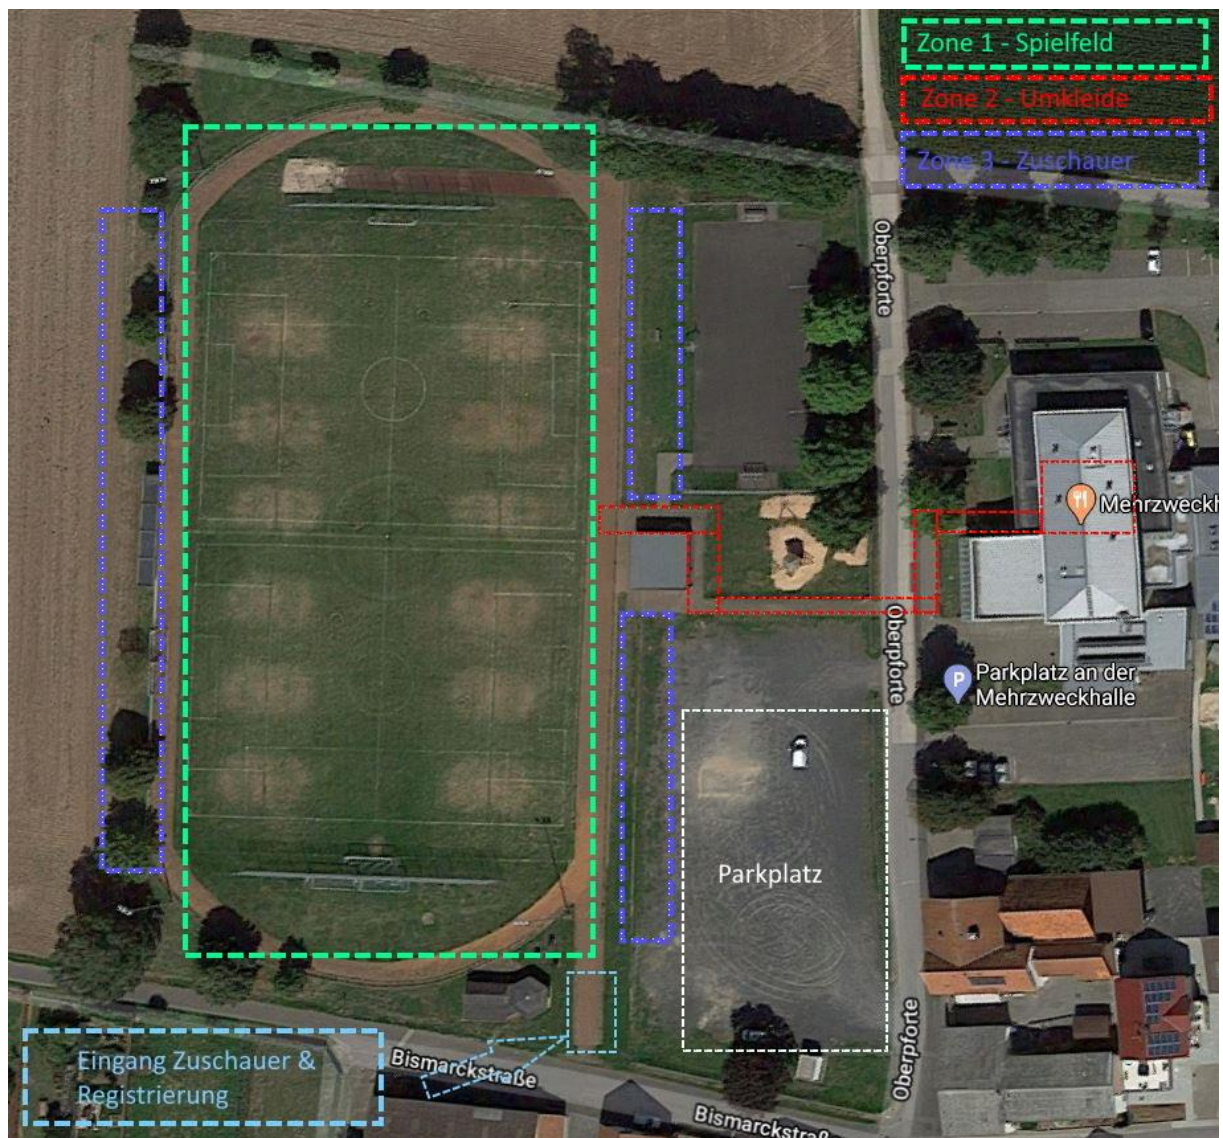 Zone 1 - Spielfeld
Zone 2 - Umkleide
Zone 3 - Zuschauer
Oberpforte
Mehrzweckh
Oberpforte
Parkplatz an der
Mehrzweckhalle
P
Parkplatz
Oberpforte
Eingang Zuschauer &
Registrierung
Bismarckstraße
Bismarckstraß